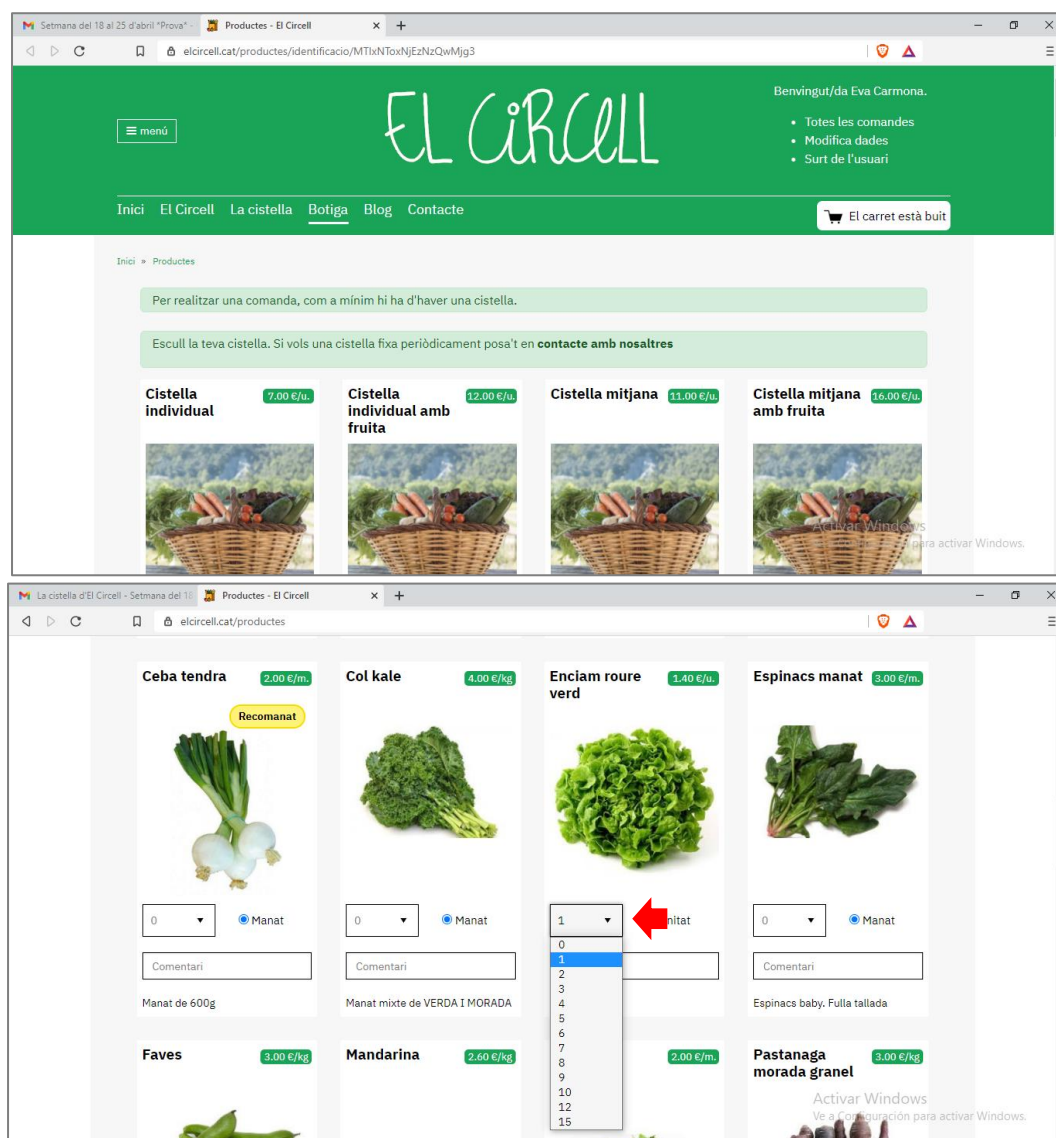 Setmana del 18 al 25 d'abril *Prova* -
Productes - El Circell
elcircell.cat/productes/identificacio/MTIxNToxNjEzNzQwMjg3
menú
EL CiRCELL
Benvingut/da Eva Carmona.
Totes les comandes
Modifica dades
Surt de l'usuari
Inici El Circell La cistella Botiga Blog Contacte
El carret està buit
Inici » Productes
Per realitzar una comanda, com a mínim hi ha d'haver una cistella.
Escull la teva cistella. Si vols una cistella fixa periòdicament posa't en contacte amb nosaltres
Cistella individual
7.00 €/u.
Cistella individual amb fruita
12.00 €/u.
Cistella mitjana
11.00 €/u.
Cistella mitjana amb fruita
16.00 €/u.
Activar Windows
para activar Windows.
La cistella d'El Circell - Setmana del 18
Productes - El Circell
elcircell.cat/productes
Ceba tendra
2.00 €/m.
Recomanat
Col kale
4.00 €/kg
Enciam roure verd
1.40 €/u.
Espinacs manat
3.00 €/m.
0
Manat
0
Manat
1
nitat
0
Manat
0
1
2
3
4
5
6
7
8
9
10
12
15
Comentari
Comentari
Comentari
Manat de 600g
Manat mixte de VERDA I MORADA
Espinacs baby. Fulla tallada
Faves
3.00 €/kg
Mandarina
2.60 €/kg
2.00 €/m.
Pastanaga morada granel
3.00 €/kg
Activar Windows
Ve a Configuración para activar Windows.